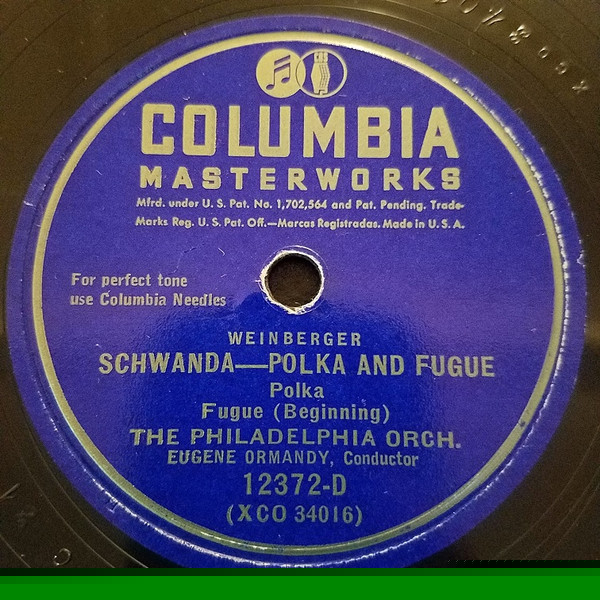 COLUMBIA
MASTERWORKS
Mfrd. under U. S. Pat. No. 1,702,564 and Pat. Pending. Trade-
Marks Reg. U. S. Pat. Off.—Marcas Registradas. Made in U. S. A.
For perfect tone
use Columbia Needles
WEINBERGER
SCHWANDA—POLKA AND FUGUE
Polka
Fugue (Beginning)
THE PHILADELPHIA ORCH.
EUGENE ORMANDY, Conductor
12372-D
(XCO 34016)